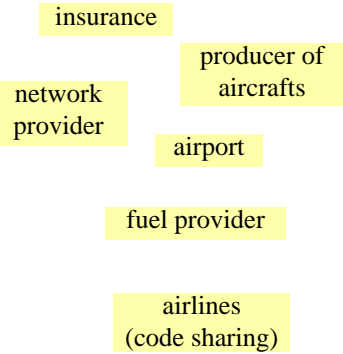 insurance
producer of
aircrafts
network
provider
airport
fuel provider
airlines
(code sharing)